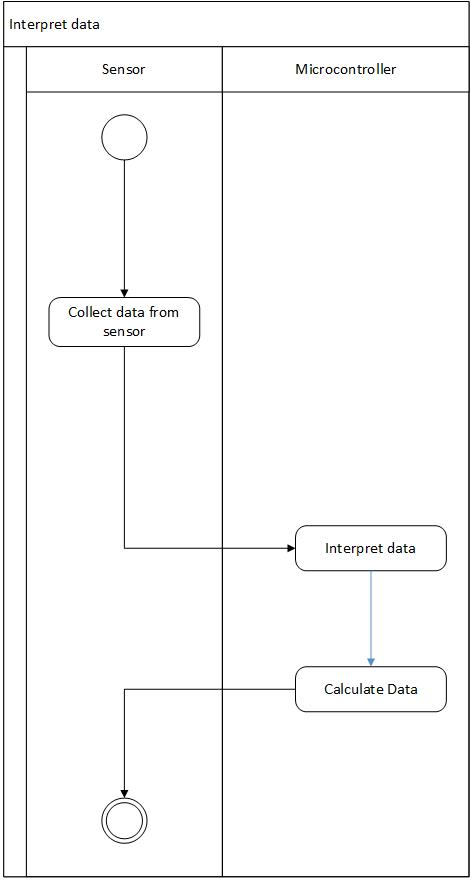 Interpret data
Sensor
Microcontroller
Collect data from
sensor
Interpret data
Calculate Data